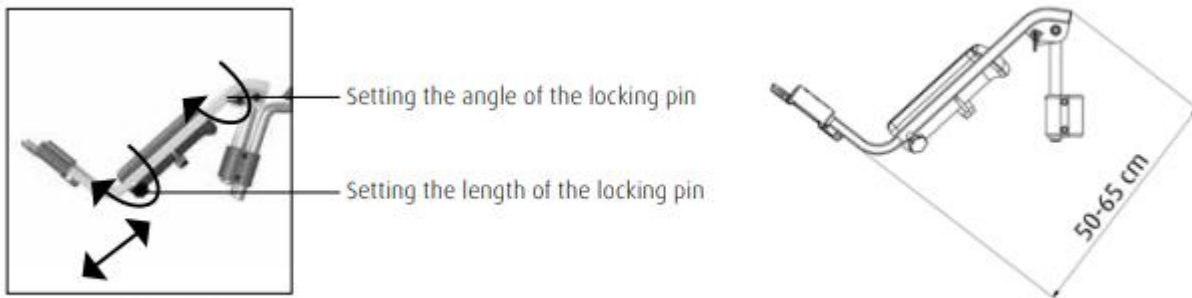 Setting the angle of the locking pin
Setting the length of the locking pin
50-65 cm